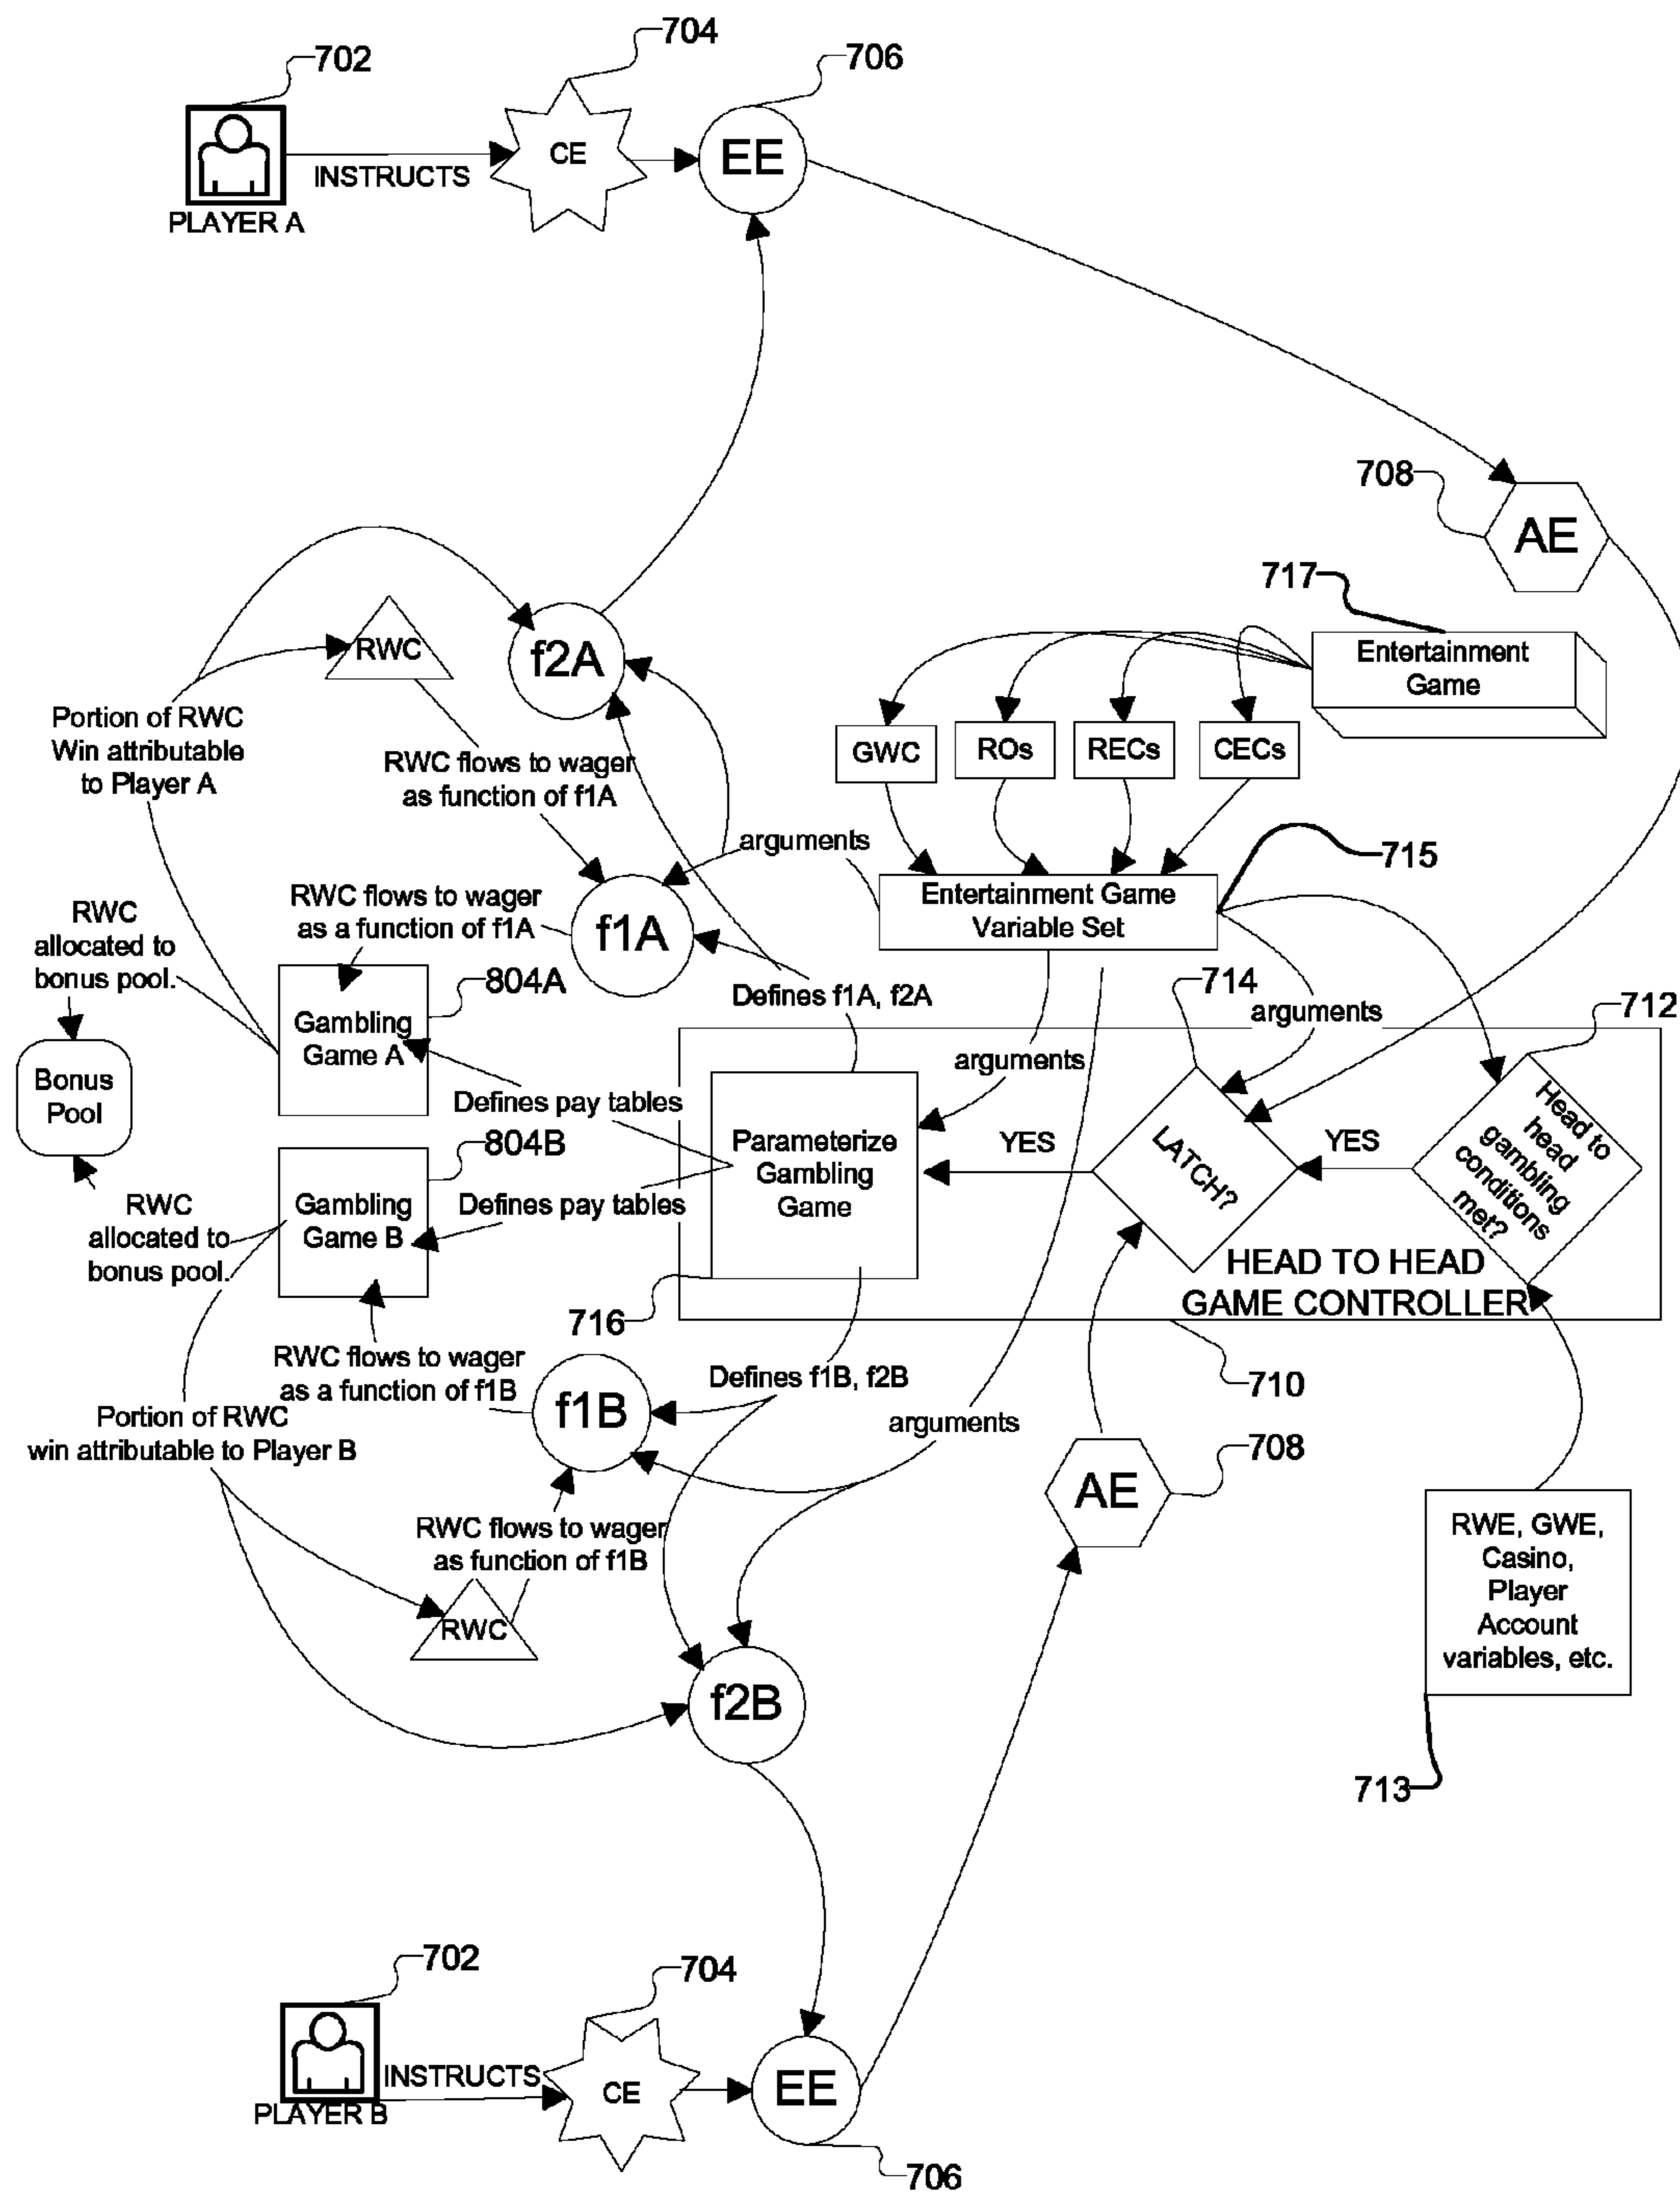 702
704
706
CE
EE
INSTRUCTS
PLAYER A
708
AE
717
Entertainment
Game
f2A
RWC
Portion of RWC
Win attributable
to Player A
RWC flows to wager
as function of f1A
GWC
ROs
RECs
CECs
arguments
715
Entertainment Game
Variable Set
RWC flows to wager
as a function of f1A
f1A
RWC
allocated to
bonus pool.
804A
Defines f1A, f2A
714
arguments
712
Gambling
Game A
arguments
Bonus
Pool
Defines pay tables
804B
Parameterize
Gambling
Game
YES
LATCH?
YES
Head to
head
gambling
conditions
met?
RWC
allocated to
bonus pool.
Gambling
Game B
Defines pay tables
HEAD TO HEAD
GAME CONTROLLER
716
RWC flows to wager
as a function of f1B
f1B
Defines f1B, f2B
710
Portion of RWC
win attributable to Player B
arguments
708
AE
RWC flows to wager
as function of f1B
RWC
RWE, GWE,
Casino,
Player
Account
variables, etc.
f2B
713
702
704
INSTRUCTS
CE
EE
PLAYER B
706